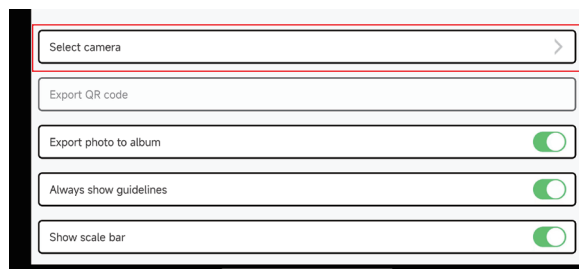 Select camera
Export QR code
Export photo to album
Always show guidelines
Show scale bar